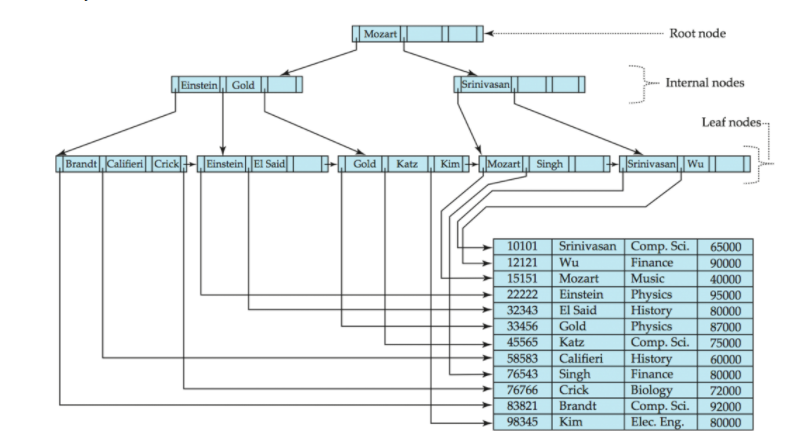 Mozart
Root node
Einstein Gold
Srinivasan
Internal nodes
Leaf nodes
Brandt Califieri Crick Einstein El Said Gold Katz Kim Mozart Singh Srinivasan Wu
10101 Srinivasan Comp. Sci. 65000
12121 Wu Finance 90000
15151 Mozart Music 40000
22222 Einstein Physics 95000
32343 El Said History 80000
33456 Gold Physics 87000
45565 Katz Comp. Sci. 75000
58583 Califieri History 60000
76543 Singh Finance 80000
76766 Crick Biology 72000
83821 Brandt Comp. Sci. 92000
98345 Kim Elec. Eng. 80000